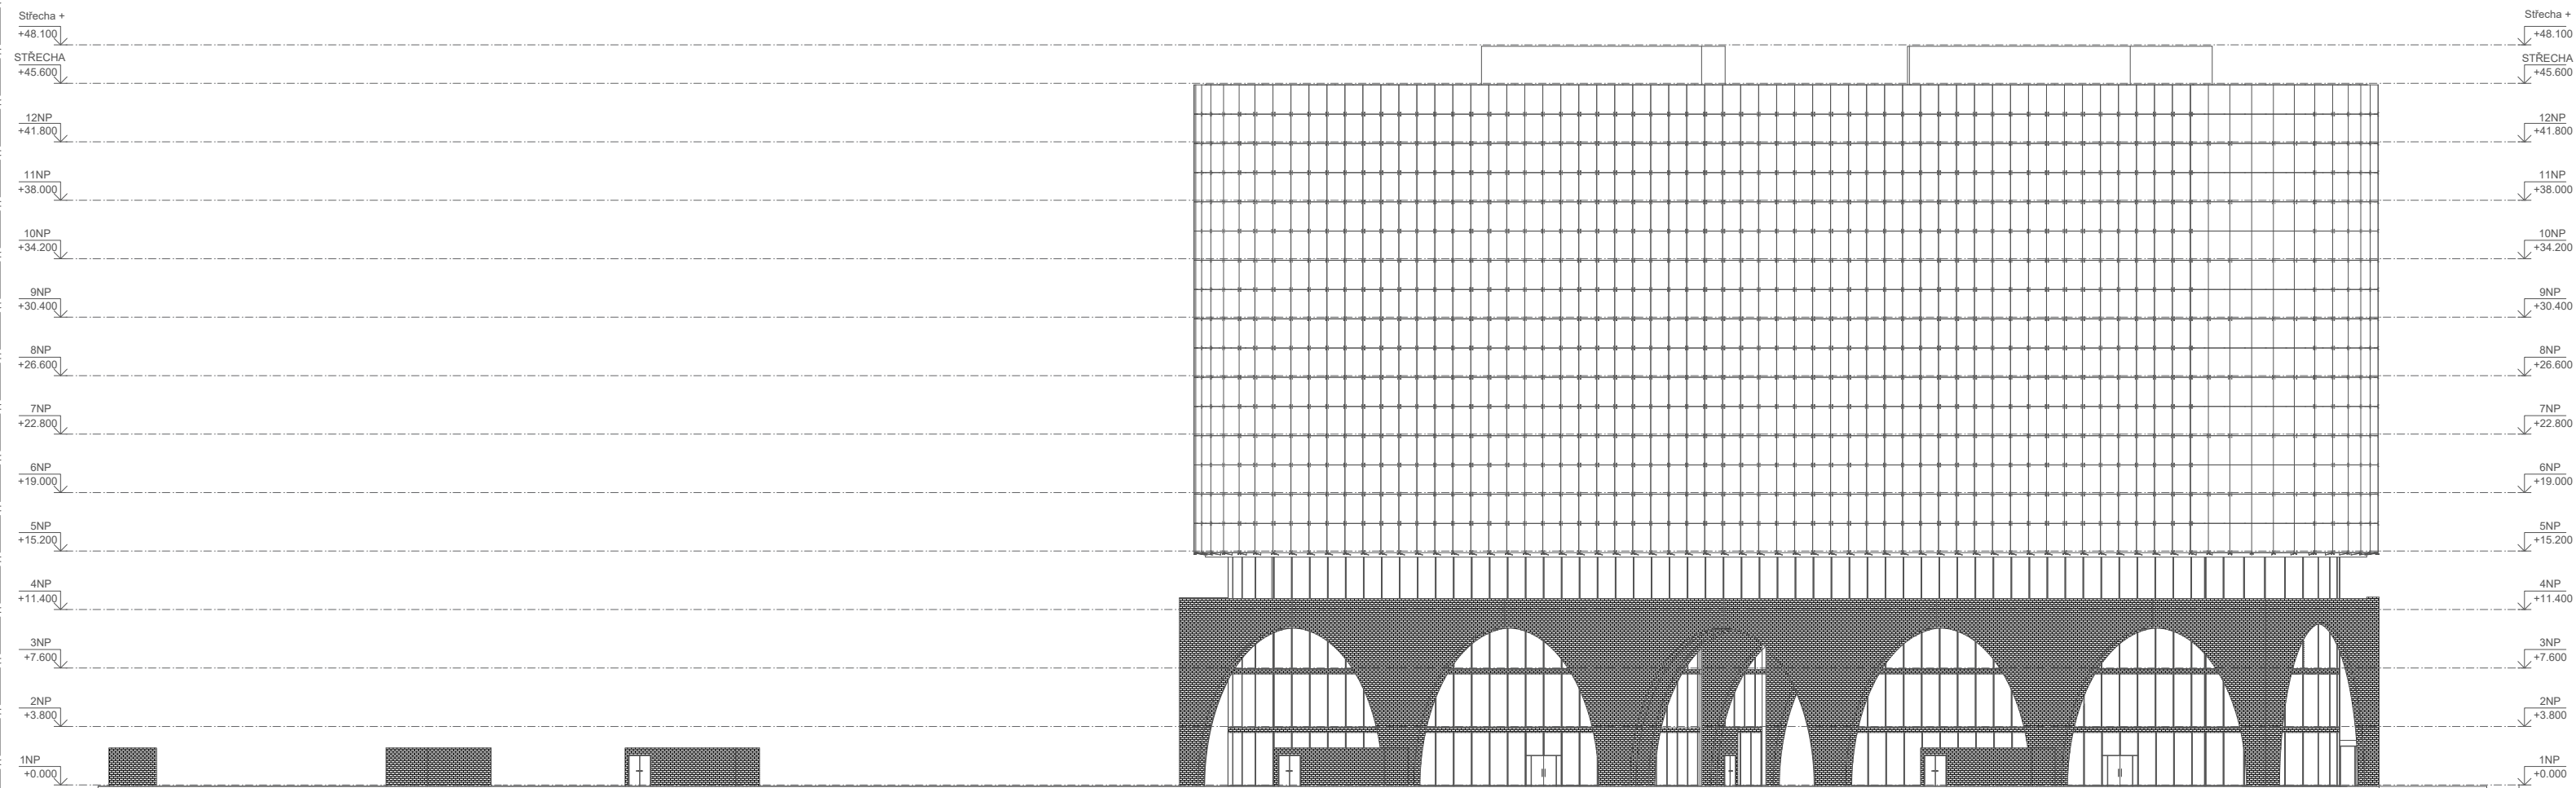 Střecha +
+48.100
STŘECHA
+45.600
12NP
+41.800
11NP
+38.000
10NP
+34.200
9NP
+30.400
8NP
+26.600
7NP
+22.800
6NP
+19.000
5NP
+15.200
4NP
+11.400
3NP
+7.600
2NP
+3.800
1NP
+0.000
Střecha +
+48.100
STŘECHA
+45.600
12NP
+41.800
11NP
+38.000
10NP
+34.200
9NP
+30.400
8NP
+26.600
7NP
+22.800
6NP
+19.000
5NP
+15.200
4NP
+11.400
3NP
+7.600
2NP
+3.800
1NP
+0.000